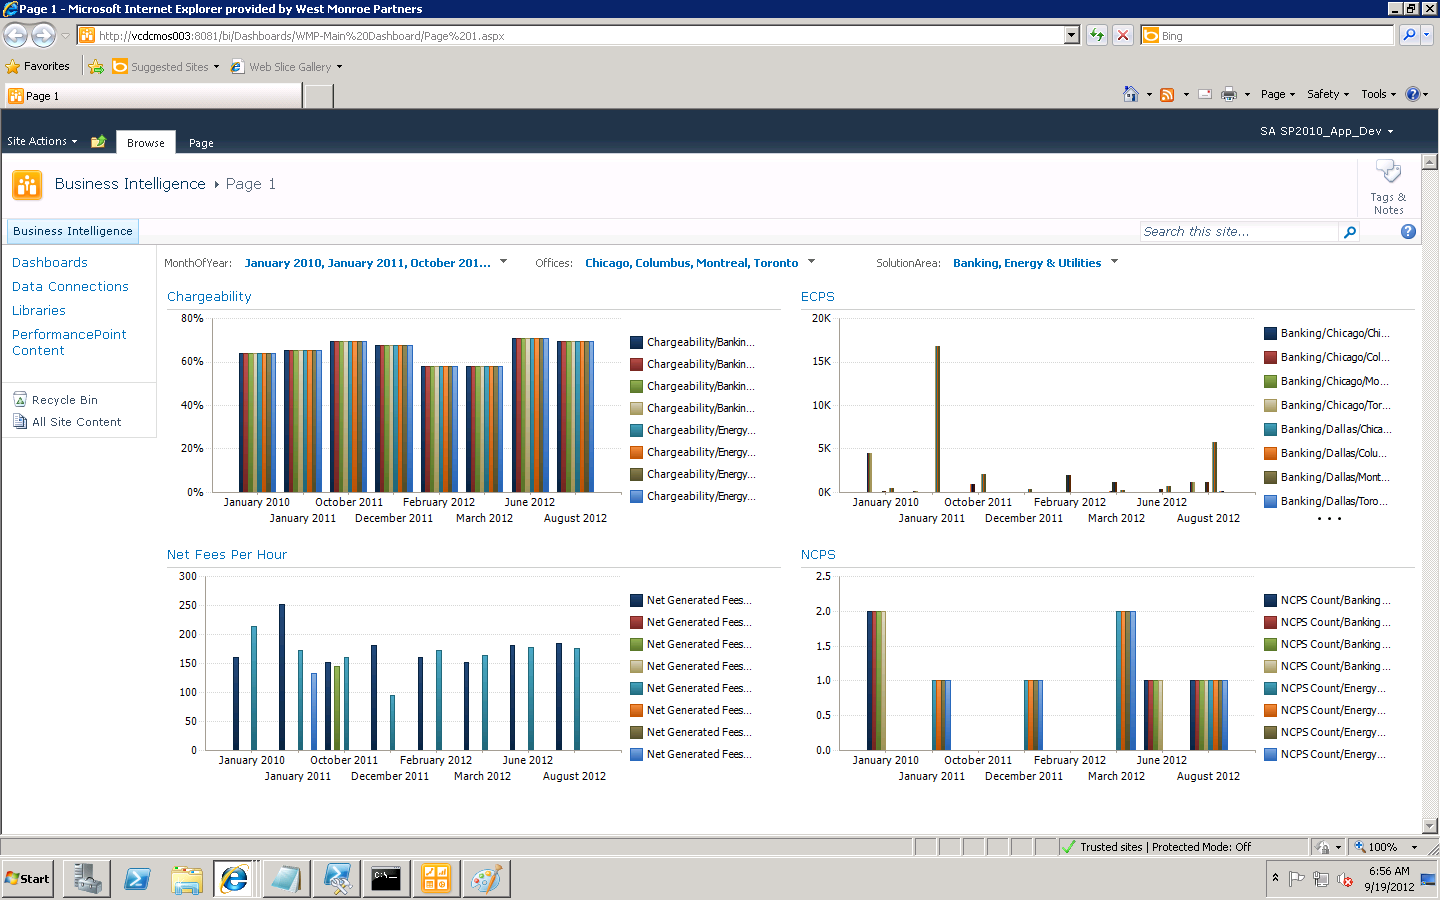 Page 1 - Microsoft Internet Explorer provided by West Monroe Partners
http://vcdcmos003:8081/bi/Dashboards/WMP-Main%20Dashboard/Page%201.aspx
Bing
Favorites
Suggested Sites
Web Slice Gallery
Page 1
Page
Safety
Tools
Site Actions
Browse
Page
SA SP2010_App_Dev
Business Intelligence
Page 1
Tags &
Notes
Business Intelligence
Search this site...
Dashboards
Data Connections
Libraries
PerformancePoint
Content
Recycle Bin
All Site Content
MonthOfYear: January 2010, January 2011, October 201...
Offices: Chicago, Columbus, Montreal, Toronto
SolutionArea: Banking, Energy & Utilities
Chargeability
80%
60%
40%
20%
0%
January 2010
October 2011
February 2012
June 2012
January 2011
December 2011
March 2012
August 2012
Chargeability/Bankin...
Chargeability/Bankin...
Chargeability/Bankin...
Chargeability/Bankin...
Chargeability/Energy...
Chargeability/Energy...
Chargeability/Energy...
Chargeability/Energy...
ECPS
20K
15K
10K
5K
0K
January 2010
October 2011
February 2012
June 2012
January 2011
December 2011
March 2012
August 2012
Banking/Chicago/Chi...
Banking/Chicago/Col...
Banking/Chicago/Mo...
Banking/Chicago/Tor...
Banking/Dallas/Chica...
Banking/Dallas/Colu...
Banking/Dallas/Mont...
Banking/Dallas/Toro...
• • •
Net Fees Per Hour
300
250
200
150
100
50
0
January 2010
October 2011
February 2012
June 2012
January 2011
December 2011
March 2012
August 2012
Net Generated Fees...
Net Generated Fees...
Net Generated Fees...
Net Generated Fees...
Net Generated Fees...
Net Generated Fees...
Net Generated Fees...
Net Generated Fees...
NCPS
2.5
2.0
1.5
1.0
0.5
0.0
January 2010
October 2011
February 2012
June 2012
January 2011
December 2011
March 2012
August 2012
NCPS Count/Banking...
NCPS Count/Banking...
NCPS Count/Banking...
NCPS Count/Banking...
NCPS Count/Energy...
NCPS Count/Energy...
NCPS Count/Energy...
NCPS Count/Energy...
Trusted sites | Protected Mode: Off
100%
Start
C:\_
6:56 AM
9/19/2012